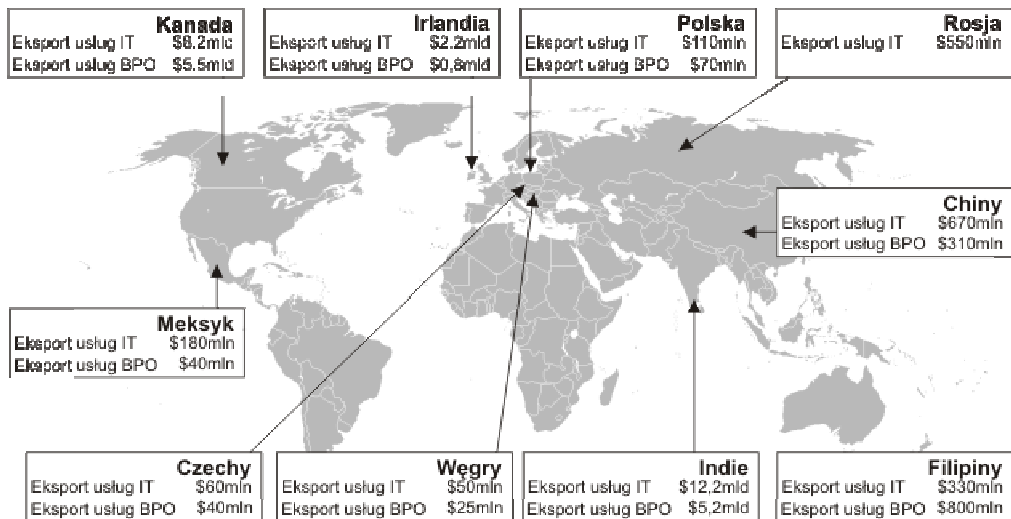 Kanada
Eksport usług IT
Eksport usług BPO $5.5mld
Irlandia
Eksport usług IT $2.2mld
Eksport usług BPO $0,8mld
Polska
Eksport usług IT $110mln
Eksport usług BPO $70mln
Rosja
Eksport usług IT $550mln
Chiny
Eksport usług IT $670mln
Eksport usług BPO $310mln
Meksyk
Eksport usług IT $180mln
Eksport usług BPO $40mln
Czechy
Eksport usług IT $60mln
Eksport usług BPO $40mln
Węgry
Eksport usług IT $50mln
Eksport usług BPO $25mln
Indie
Eksport usług IT $12,2mld
Eksport usług BPO $5,2mld
Filipiny
Eksport usług IT $330mln
Eksport usług BPO $800mln